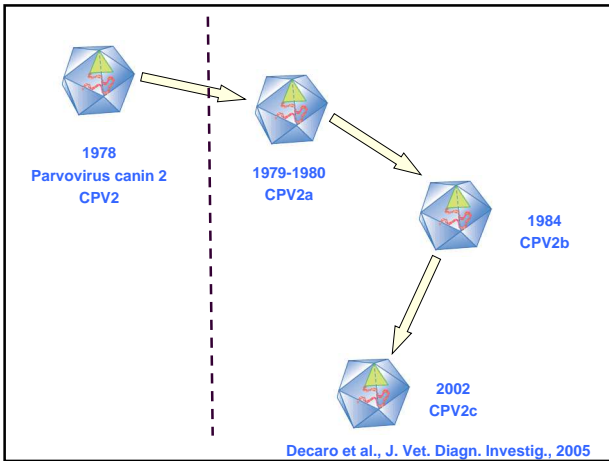 1978
Parvovirus canin 2
CPV2
1979-1980
CPV2a
1984
CPV2b
2002
CPV2c
Decaro et al., J. Vet. Diagn. Investig., 2005